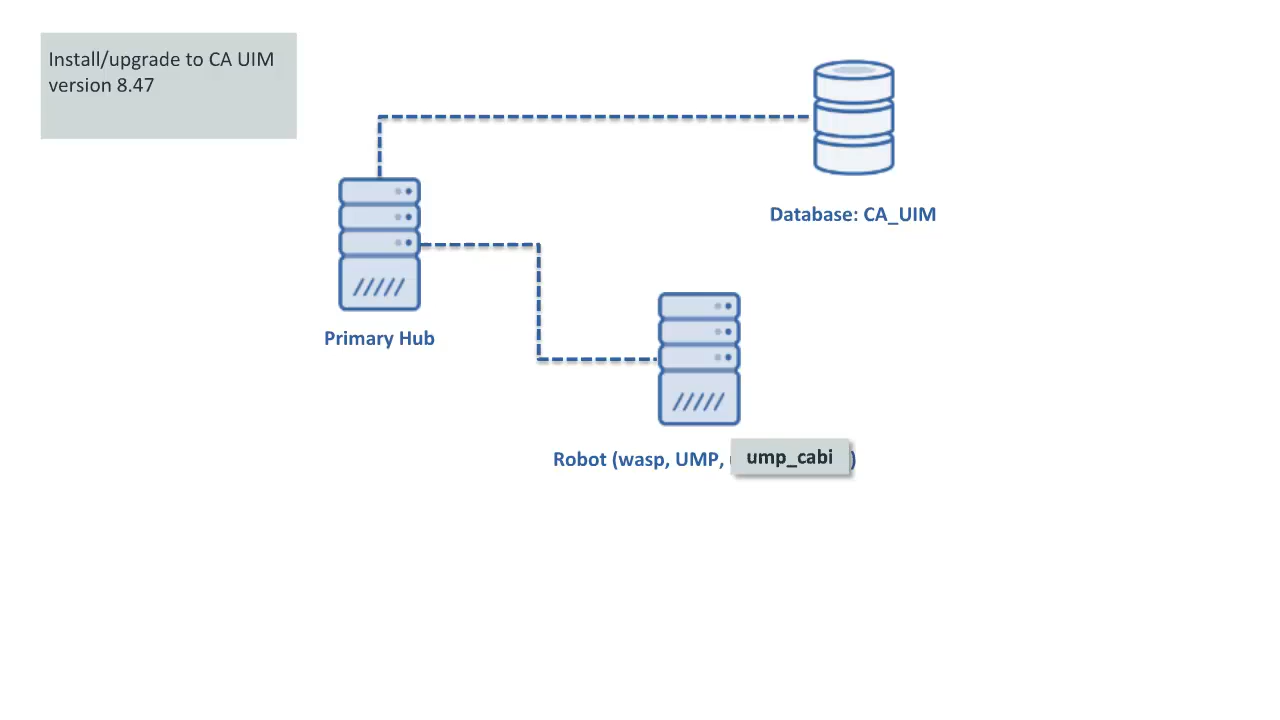 Install/upgrade to CA UIM
version 8.47
Database: CA_UIM
Primary Hub
Robot (wasp, UMP, ump_cabi )